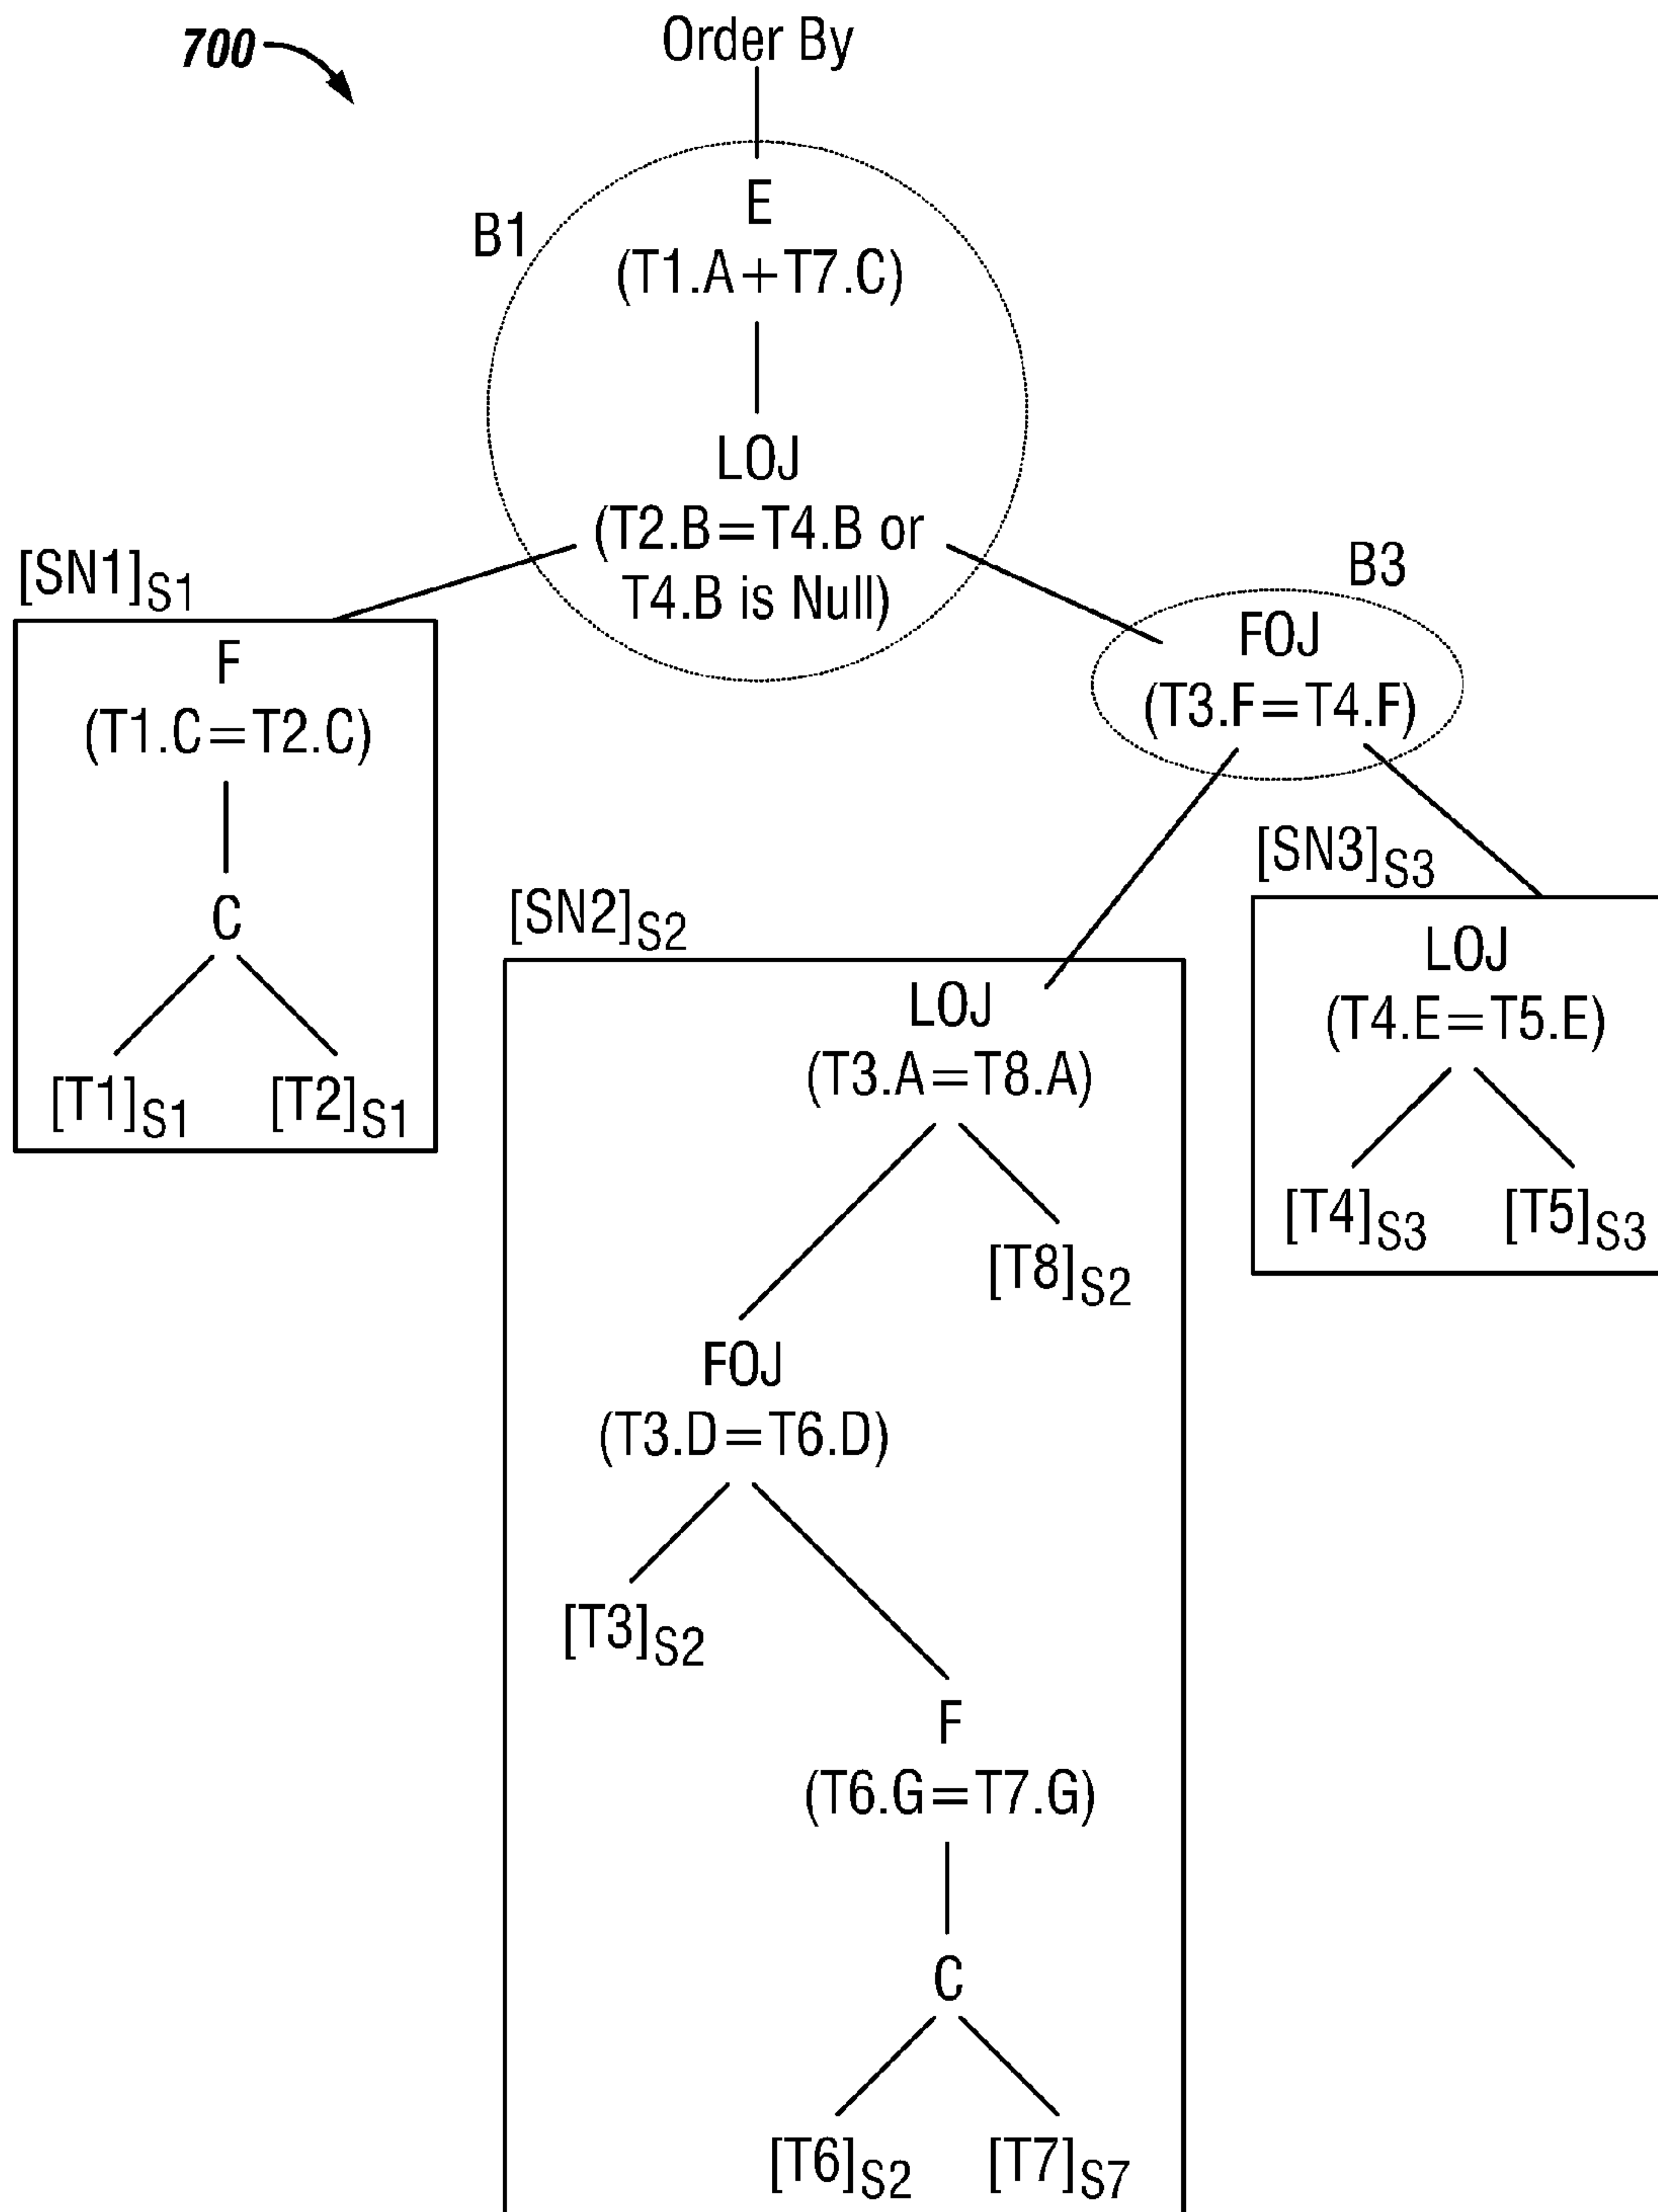 700
Order By
B1
E
(T1.A+T7.C)
LOJ
(T2.B=T4.B or
T4.B is Null)
[SN1]S1
F
(T1.C=T2.C)
C
[T1]S1 [T2]S1
B3
FOJ
(T3.F=T4.F)
[SN2]S2
LOJ
(T3.A=T8.A)
[T8]S2
FOJ
(T3.D=T6.D)
[T3]S2
F
(T6.G=T7.G)
C
[T6]S2 [T7]S7
[SN3]S3
LOJ
(T4.E=T5.E)
[T4]S3 [T5]S3